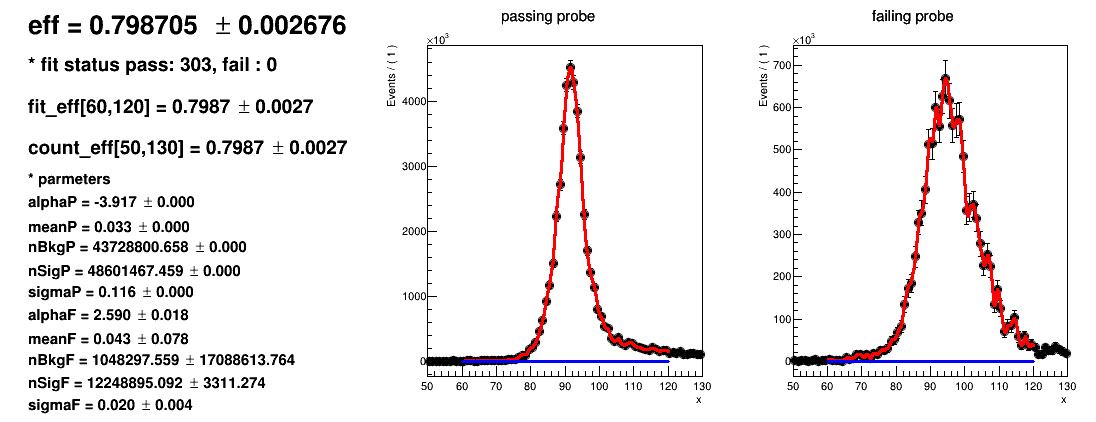 eff = 0.798705 ± 0.002676
* fit status pass: 303, fail : 0
fit_eff[60,120] = 0.7987 ± 0.0027
count_eff[50,130] = 0.7987 ± 0.0027
* parmeters
alphaP = -3.917 ± 0.000
meanP = 0.033 ± 0.000
nBkgP = 43728800.658 ± 0.000
nSigP = 48601467.459 ± 0.000
sigmaP = 0.116 ± 0.000
alphaF = 2.590 ± 0.018
meanF = 0.043 ± 0.078
nBkgF = 1048297.559 ± 17088613.764
nSigF = 12248895.092 ± 3311.274
sigmaF = 0.020 ± 0.004
passing probe
×10³
Events / ( 1 )
4000
3000
2000
1000
0
50 60 70 80 90 100 110 120 130
x
failing probe
×10³
Events / ( 1 )
700
600
500
400
300
200
100
0
50 60 70 80 90 100 110 120 130
x